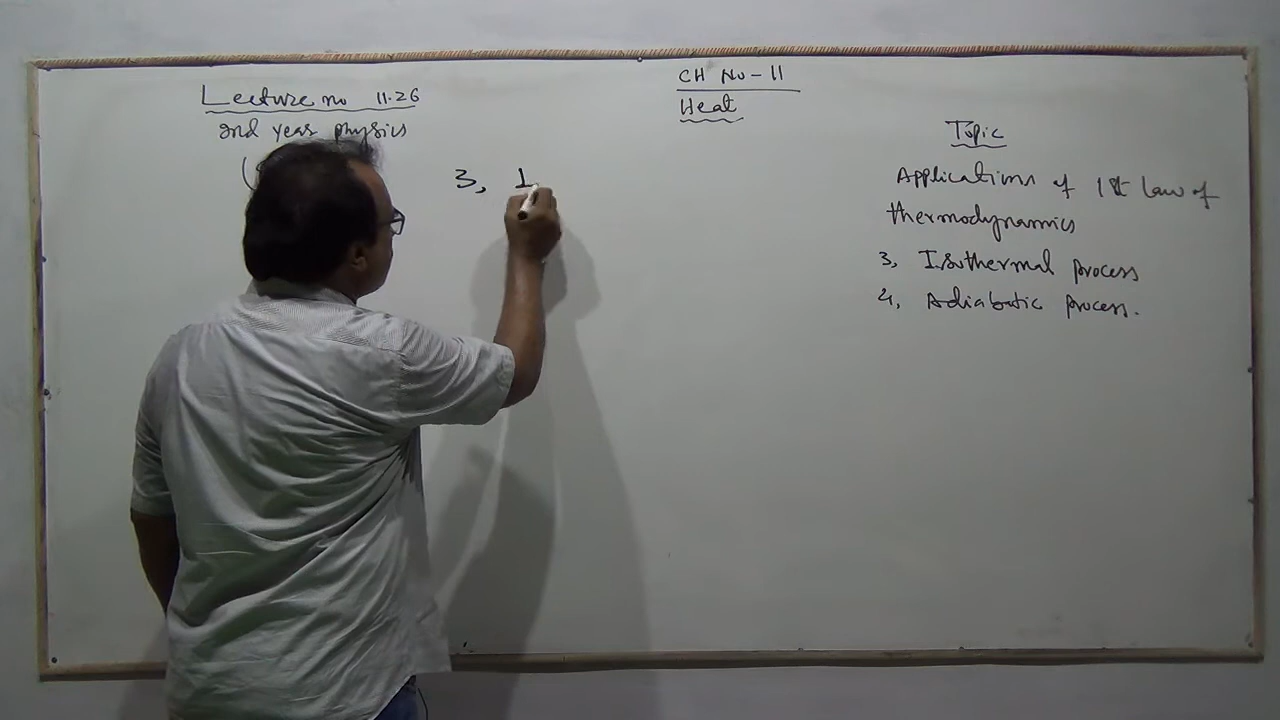 Lecture no 11.26
2nd year physics
3, I
CH No - 11
Heat
Topic
Applications of 1st law of
thermodynamics
3, Isothermal process
4, Adiabatic process.